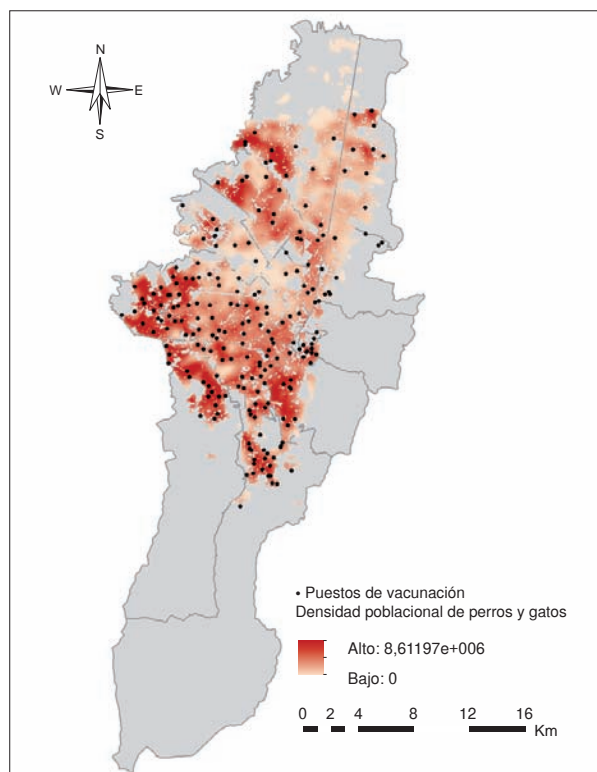 N
W E
S
• Puestos de vacunación
Densidad poblacional de perros y gatos
Alto: 8,61197e+006
Bajo: 0
0 2 4 8 12 16
Km